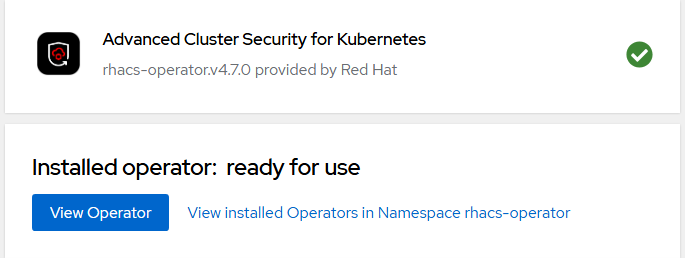 Advanced Cluster Security for Kubernetes
rhacs-operator.v4.7.0 provided by Red Hat
Installed operator: ready for use
View Operator
View installed Operators in Namespace rhacs-operator